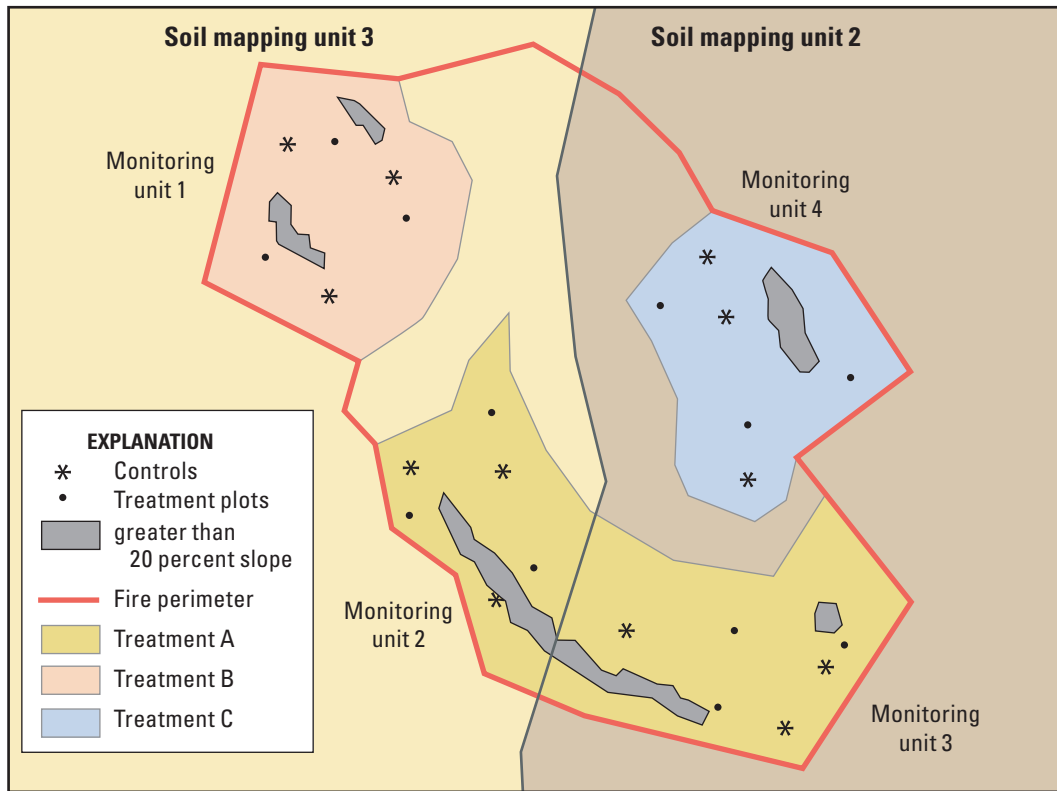 Soil mapping unit 3
Soil mapping unit 2
Monitoring
unit 1
Monitoring
unit 4
EXPLANATION
Controls
Treatment plots
greater than
20 percent slope
Fire perimeter
Treatment A
Treatment B
Treatment C
Monitoring
unit 2
Monitoring
unit 3